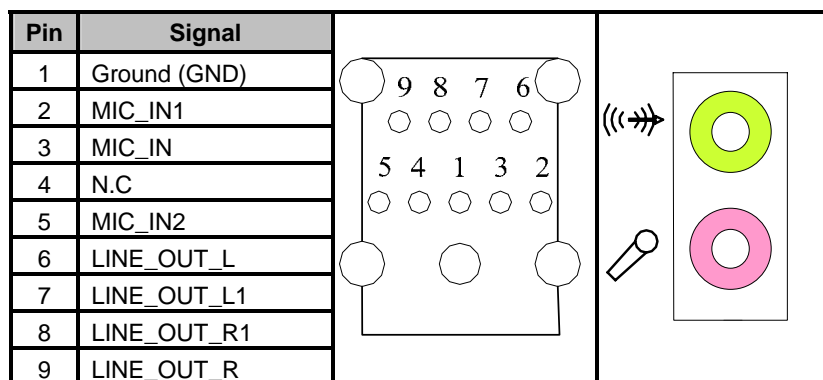 Pin Signal
1 Ground (GND)
2 MIC_IN1
3 MIC_IN
4 N.C
5 MIC_IN2
6 LINE_OUT_L
7 LINE_OUT_L1
8 LINE_OUT_R1
9 LINE_OUT_R
9 8 7 6
5 4 1 3 2